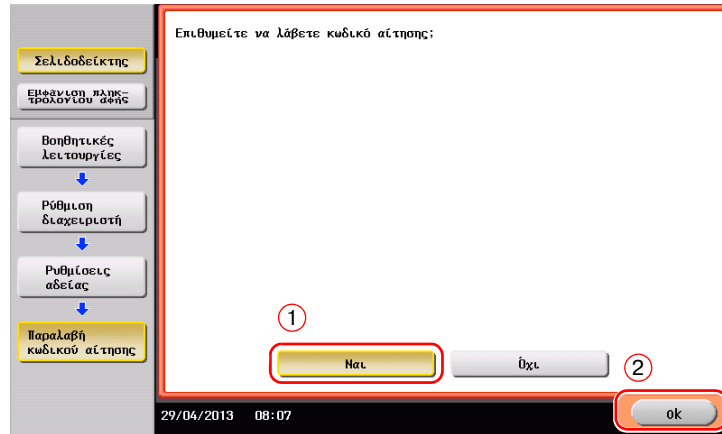 Επιθυμείτε να λάβετε κωδικό αίτησης;
Σελιδοδείκτης
Εμφάνιση πληκ-
τρολογίου αφής
Βοηθητικές
λειτουργίες
Ρύθμιση
διαχειριστή
Ρυθμίσεις
αδείας
Παραλαβή
κωδικού αίτησης
1
Ναι
Όχι
2
29/04/2013 08:07
ok